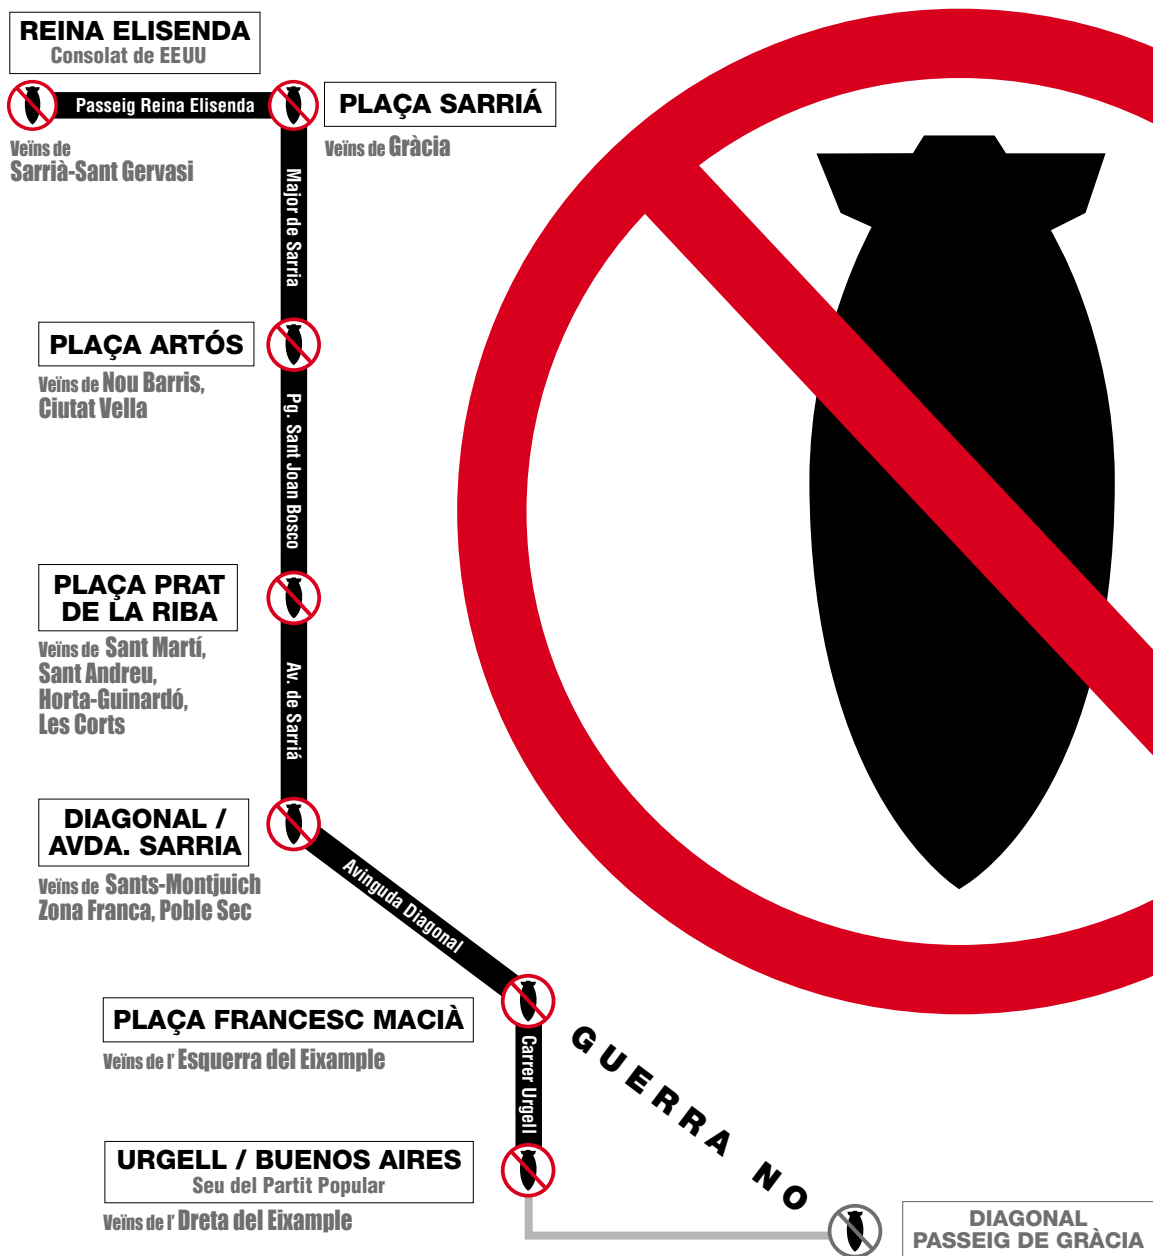 REINA ELISENDA
Consolat de EEUU
Passeig Reina Elisenda
Veïns de
Sarrià-Sant Gervasi
PLAÇA SARRIÁ
Veïns de Gràcia
Major de Sarria
PLAÇA ARTÓS
Veïns de Nou Barris,
Ciutat Vella
Pg. Sant Joan Bosco
PLAÇA PRAT
DE LA RIBA
Veïns de Sant Martí,
Sant Andreu,
Horta-Guinardó,
Les Corts
Av. de Sarriá
DIAGONAL /
AVDA. SARRIA
Veïns de Sants-Montjuich
Zona Franca, Poble Sec
Avinguda Diagonal
PLAÇA FRANCESC MACIÀ
Veïns de l' Esquerra del Eixample
Carrer Urgell
GUERRA NO
URGELL / BUENOS AIRES
Seu del Partit Popular
Veïns de l' Dreta del Eixample
DIAGONAL
PASSEIG DE GRÀCIA